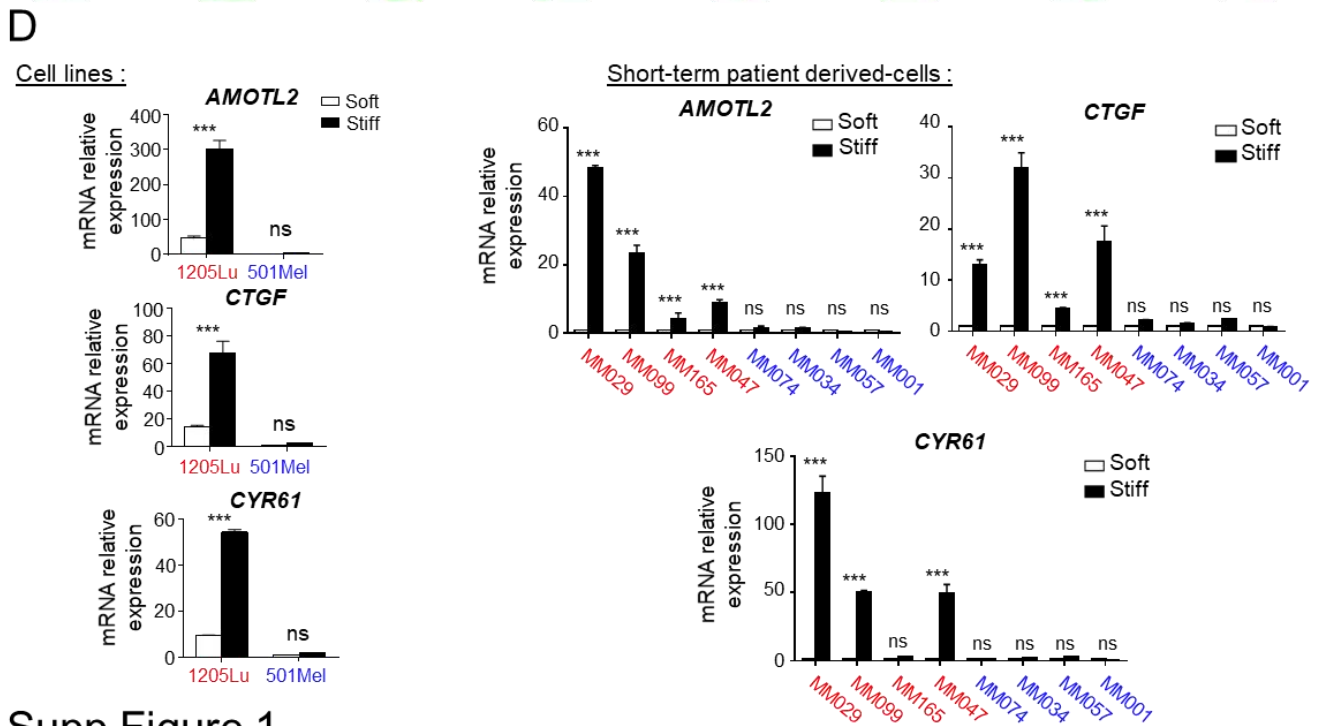 D
Cell lines :
AMOTL2
Soft
Stiff
mRNA relative
expression
400
300
200
100
0
***
ns
1205Lu 501Mel
CTGF
mRNA relative
expression
100
80
60
40
20
0
***
ns
1205Lu 501Mel
CYR61
mRNA relative
expression
60
40
20
0
***
ns
1205Lu 501Mel
Short-term patient derived-cells :
AMOTL2
Soft
Stiff
mRNA relative
expression
60
40
20
0
*** *** *** *** ns ns ns ns
MM029 MM099 MM165 MM047 MM074 MM034 MM057 MM001
CTGF
Soft
Stiff
40
30
20
10
0
*** *** *** *** ns ns ns ns
MM029 MM099 MM165 MM047 MM074 MM034 MM057 MM001
CYR61
Soft
Stiff
mRNA relative
expression
150
100
50
0
*** *** ns *** ns ns ns ns
MM029 MM099 MM165 MM047 MM074 MM034 MM057 MM001
Supp Figure 1